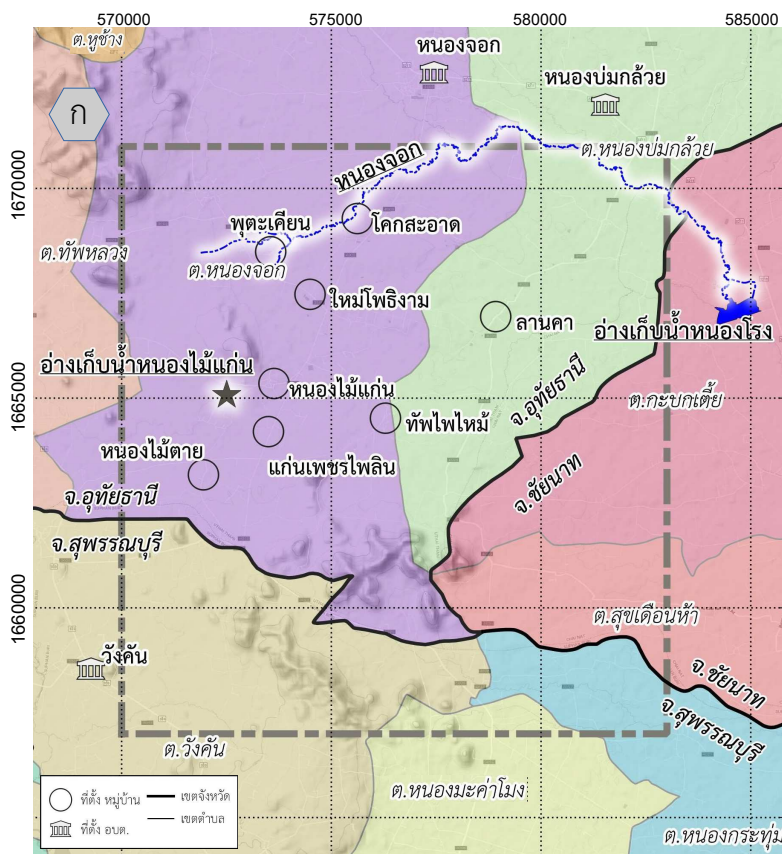 570000
575000
580000
585000
ต.หูช้าง
หนองจอก
หนองบ่มกล้วย
ก
หนองจอก
ต.หนองบ่มกล้วย
1670000
พุตะเคียน
โคกสะอาด
ต.ทัพหลวง
ต.หนองจอก
ใหม่โพธิงาม
ลานคา
อ่างเก็บน้ำหนองโรง
อ่างเก็บน้ำหนองไม้แก่น
1665000
หนองไม้แก่น
จ.อุทัยธานี
ต.กะบกเตี้ย
ทัพไพไหม้
หนองไม้ตาย
แก่นเพชรไพลิน
จ.ชัยนาท
จ.อุทัยธานี
จ.สุพรรณบุรี
1660000
ต.สุขเดือนห้า
วังคัน
จ.ชัยนาท
จ.สุพรรณบุรี
ต.วังคัน
ต.หนองมะค่าโมง
ที่ตั้ง หมู่บ้าน
เขตจังหวัด
ที่ตั้ง อบต.
เขตตำบล
ต.หนองกระทุ่ม